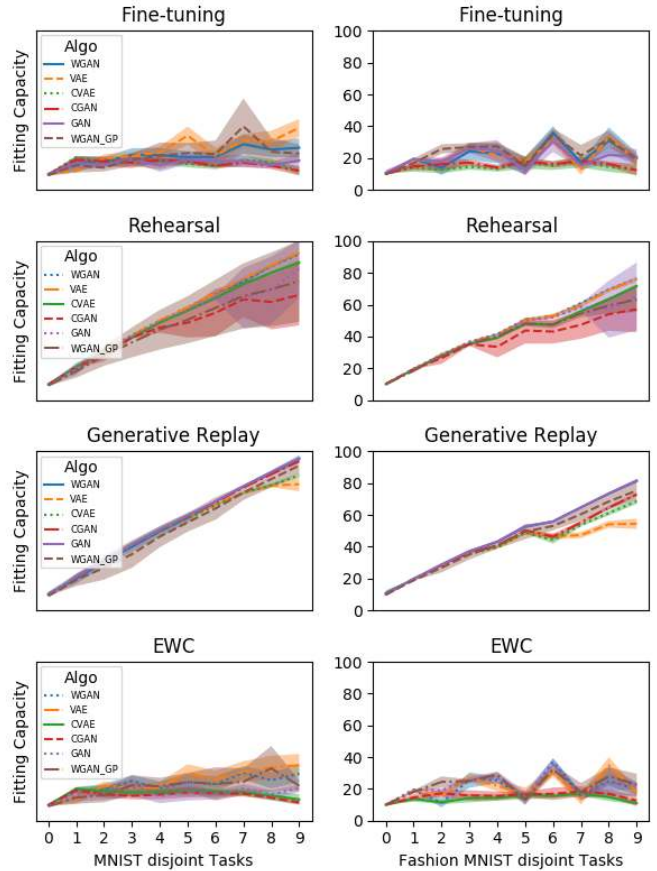 Fine-tuning
Fine-tuning
Fitting Capacity
Algo
WGAN
VAE
CVAE
CGAN
GAN
WGAN_GP
100
80
60
40
20
0
Rehearsal
Rehearsal
Fitting Capacity
Algo
WGAN
VAE
CVAE
CGAN
GAN
WGAN_GP
100
80
60
40
20
0
Generative Replay
Generative Replay
Fitting Capacity
Algo
WGAN
VAE
CVAE
CGAN
GAN
WGAN_GP
100
80
60
40
20
0
EWC
EWC
Fitting Capacity
Algo
WGAN
VAE
CVAE
CGAN
GAN
WGAN_GP
100
80
60
40
20
0
0 1 2 3 4 5 6 7 8 9
MNIST disjoint Tasks
0 1 2 3 4 5 6 7 8 9
Fashion MNIST disjoint Tasks